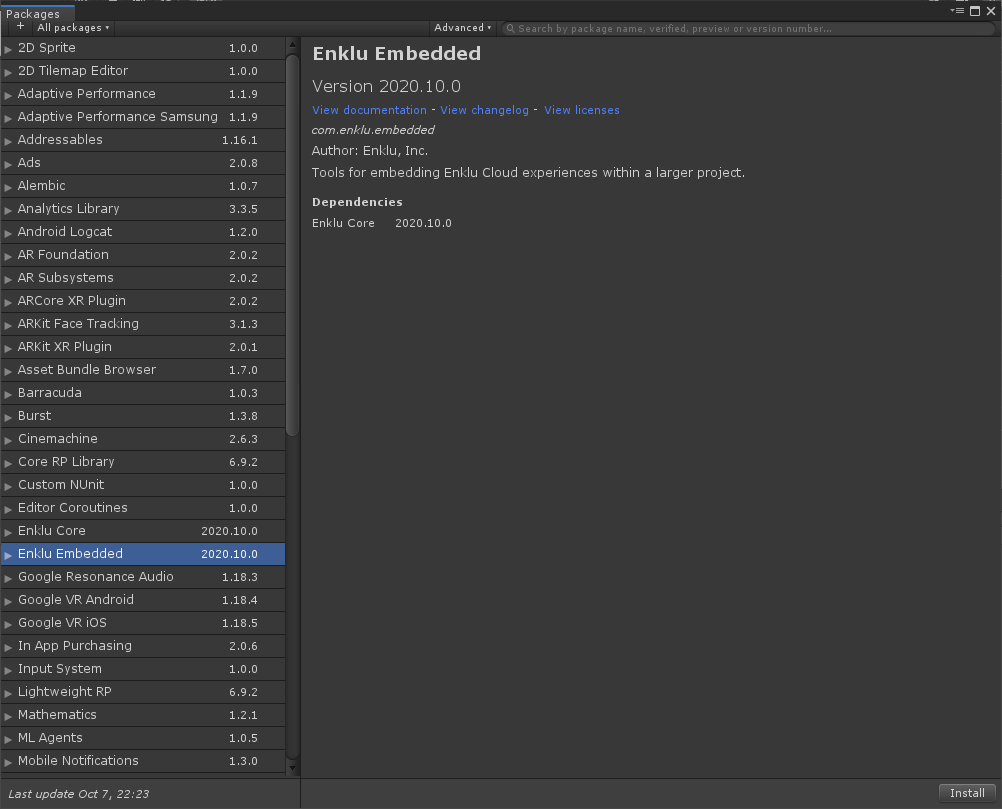 Packages
+ All packages Advanced Search by package name, verified, preview or version number...
2D Sprite 1.0.0
2D Tilemap Editor 1.0.0
Adaptive Performance 1.1.9
Adaptive Performance Samsung 1.1.9
Addressables 1.16.1
Ads 2.0.8
Alembic 1.0.7
Analytics Library 3.3.5
Android Logcat 1.2.0
AR Foundation 2.0.2
AR Subsystems 2.0.2
ARCore XR Plugin 2.0.2
ARKit Face Tracking 3.1.3
ARKit XR Plugin 2.0.1
Asset Bundle Browser 1.7.0
Barracuda 1.0.3
Burst 1.3.8
Cinemachine 2.6.3
Core RP Library 6.9.2
Custom NUnit 1.0.0
Editor Coroutines 1.0.0
Enklu Core 2020.10.0
Enklu Embedded 2020.10.0
Google Resonance Audio 1.18.3
Google VR Android 1.18.4
Google VR iOS 1.18.5
In App Purchasing 2.0.6
Input System 1.0.0
Lightweight RP 6.9.2
Mathematics 1.2.1
ML Agents 1.0.5
Mobile Notifications 1.3.0
Last update Oct 7, 22:23
Enklu Embedded
Version 2020.10.0
View documentation - View changelog - View licenses
com.enklu.embedded
Author: Enklu, Inc.
Tools for embedding Enklu Cloud experiences within a larger project.
Dependencies
Enklu Core 2020.10.0
Install